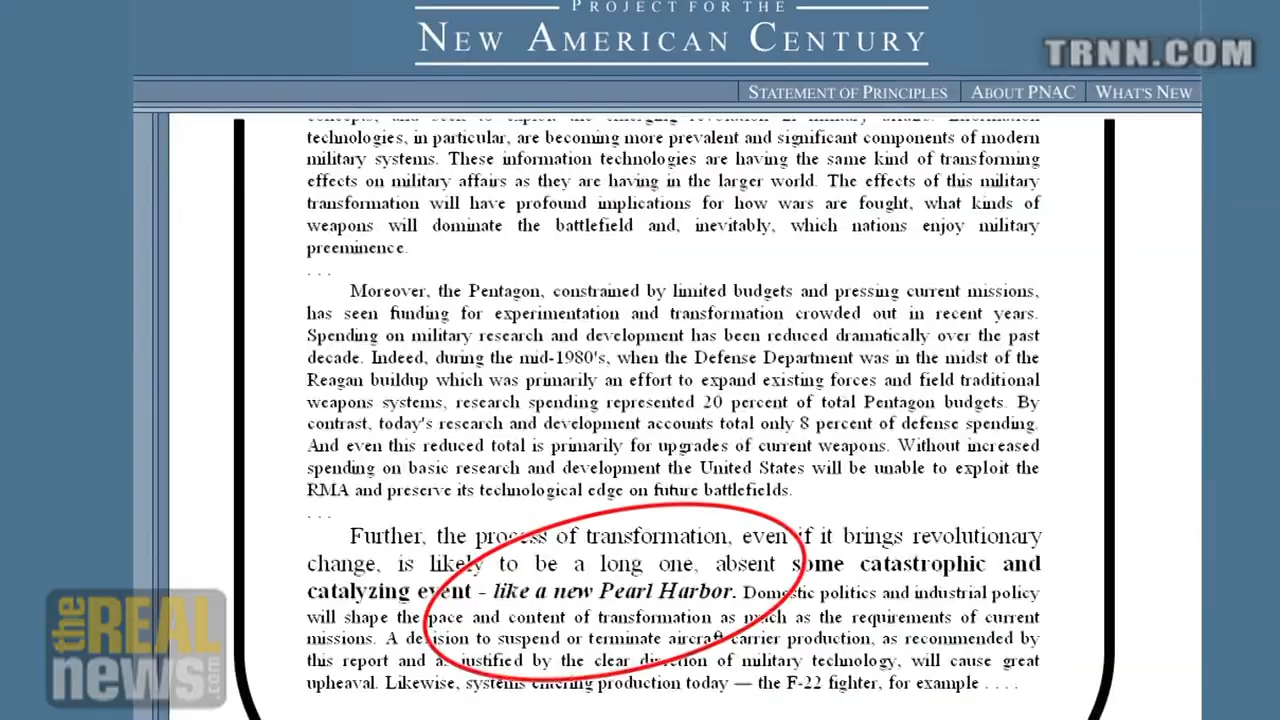 PROJECT FOR THE
NEW AMERICAN CENTURY
TRNN.COM
STATEMENT OF PRINCIPLES ABOUT PNAC WHAT'S NEW
concepts, and seek to exploit the emerging revolution in military affairs. Information
technologies, in particular, are becoming more prevalent and significant components of modern
military systems. These information technologies are having the same kind of transforming
effects on military affairs as they are having in the larger world. The effects of this military
transformation will have profound implications for how wars are fought, what kinds of
weapons will dominate the battlefield and, inevitably, which nations enjoy military
preeminence.
. . .
Moreover, the Pentagon, constrained by limited budgets and pressing current missions,
has seen funding for experimentation and transformation crowded out in recent years.
Spending on military research and development has been reduced dramatically over the past
decade. Indeed, during the mid-1980's, when the Defense Department was in the midst of the
Reagan buildup which was primarily an effort to expand existing forces and field traditional
weapons systems, research spending represented 20 percent of total Pentagon budgets. By
contrast, today's research and development accounts total only 8 percent of defense spending.
And even this reduced total is primarily for upgrades of current weapons. Without increased
spending on basic research and development the United States will be unable to exploit the
RMA and preserve its technological edge on future battlefields.
. . .
Further, the process of transformation, even if it brings revolutionary
change, is likely to be a long one, absent some catastrophic and
catalyzing event - like a new Pearl Harbor. Domestic politics and industrial policy
will shape the pace and content of transformation as much as the requirements of current
missions. A decision to suspend or terminate aircraft carrier production, as recommended by
this report and as justified by the clear direction of military technology, will cause great
upheaval. Likewise, systems entering production today — the F-22 fighter, for example . . . .
the REAL
news.com